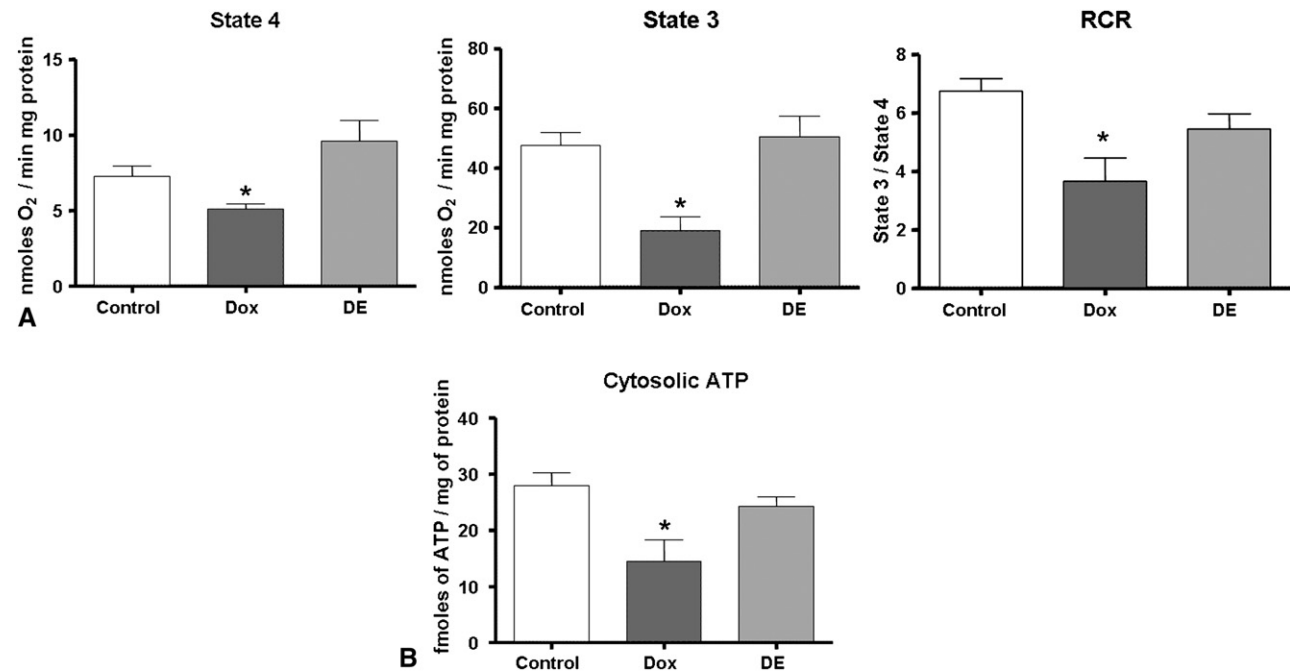 State 4
nmoles O₂ / min mg protein
15
10
5
0
*
Control Dox DE
State 3
nmoles O₂ / min mg protein
80
60
40
20
0
*
Control Dox DE
RCR
State 3 / State 4
8
6
4
2
0
*
Control Dox DE
A
Cytosolic ATP
fmoles of ATP / mg of protein
40
30
20
10
0
*
Control Dox DE
B